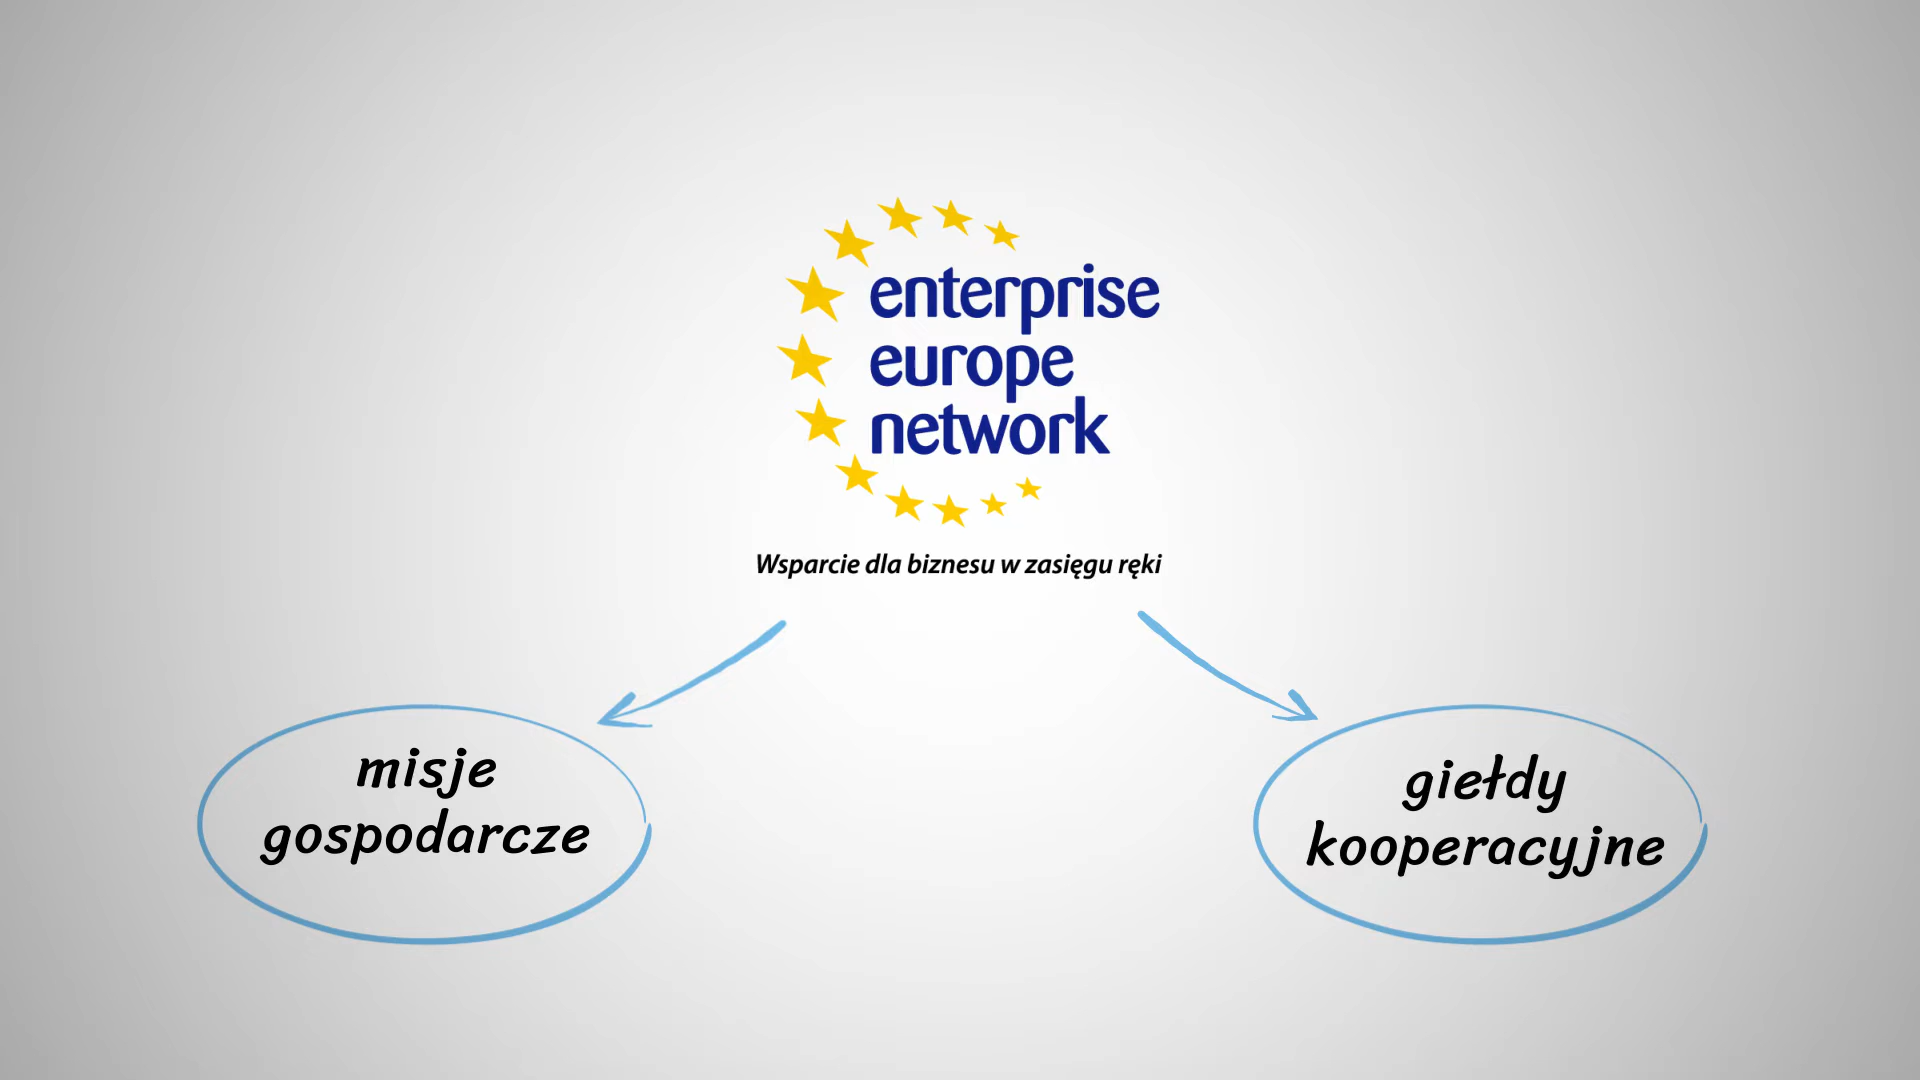 enterprise
europe
network
Wsparcie dla biznesu w zasięgu ręki
misje
gospodarcze
giełdy
kooperacyjne